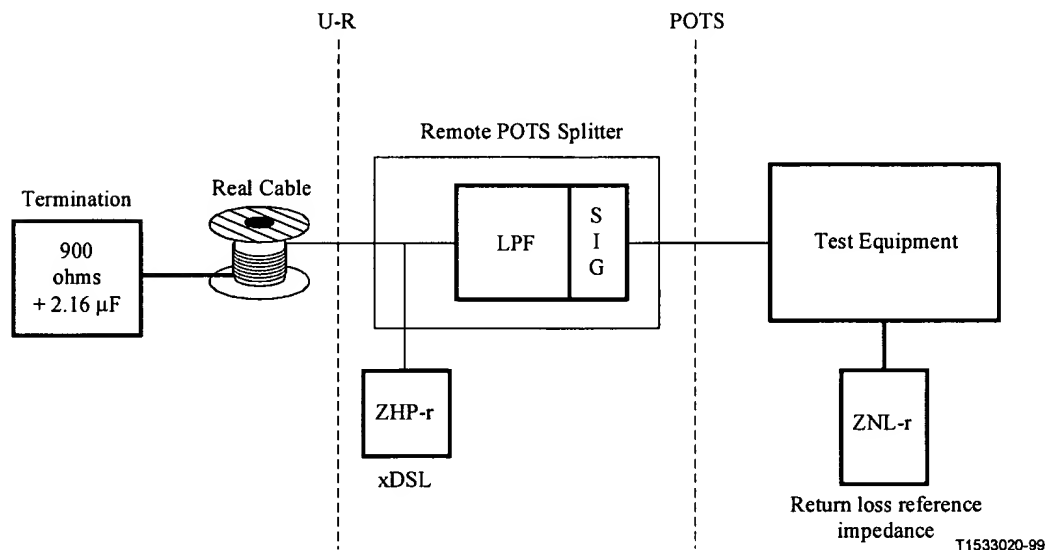 U-R
POTS
Remote POTS Splitter
Real Cable
Termination
900
ohms
+ 2.16 µF
LPF
S
I
G
Test Equipment
ZHP-r
xDSL
ZNL-r
Return loss reference
impedance
T1533020-99